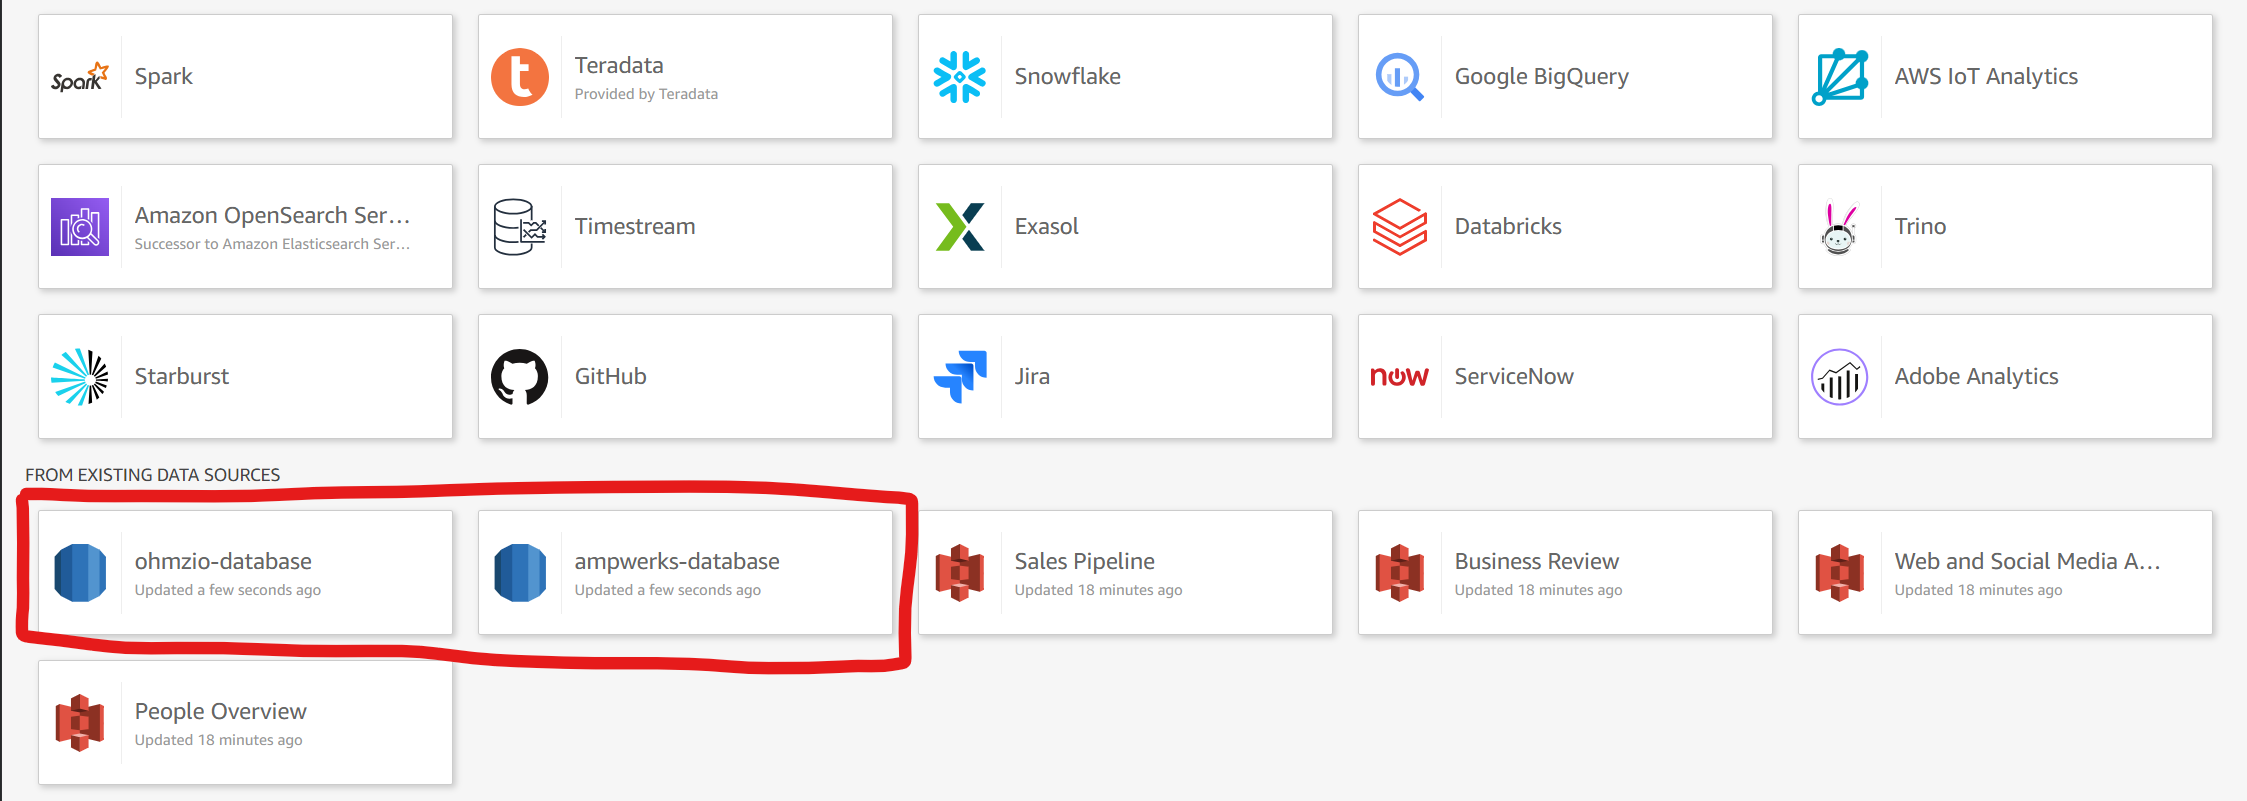 Spark
Spark
Teradata
Provided by Teradata
Snowflake
Google BigQuery
AWS IoT Analytics
Amazon OpenSearch Ser...
Successor to Amazon Elasticsearch Ser...
Timestream
Exasol
Databricks
Trino
Starburst
GitHub
Jira
now
ServiceNow
Adobe Analytics
FROM EXISTING DATA SOURCES
ohmzio-database
Updated a few seconds ago
ampwerks-database
Updated a few seconds ago
Sales Pipeline
Updated 18 minutes ago
Business Review
Updated 18 minutes ago
Web and Social Media A...
Updated 18 minutes ago
People Overview
Updated 18 minutes ago